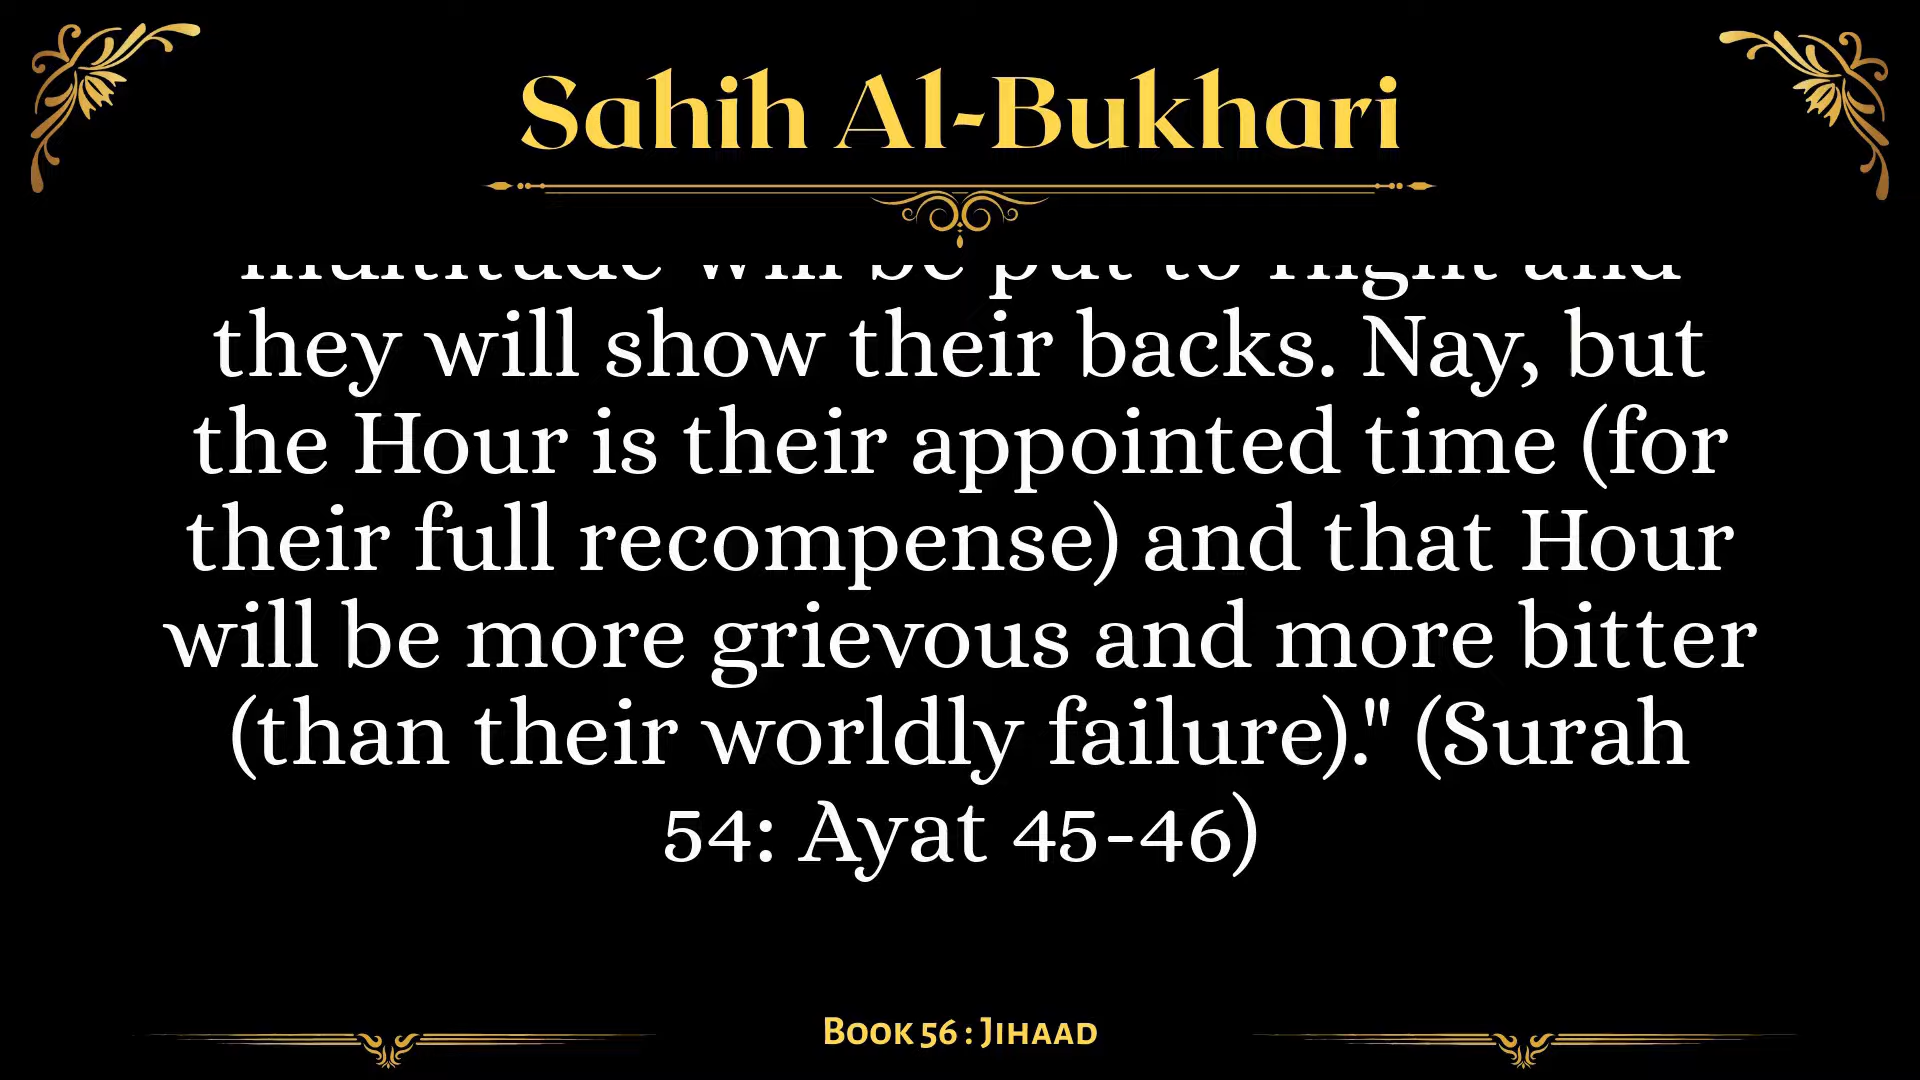 Sahih Al-Bukhari
multitude will be put to flight and
they will show their backs. Nay, but
the Hour is their appointed time (for
their full recompense) and that Hour
will be more grievous and more bitter
(than their worldly failure)." (Surah
54: Ayat 45-46)
Book 56 : Jihaad